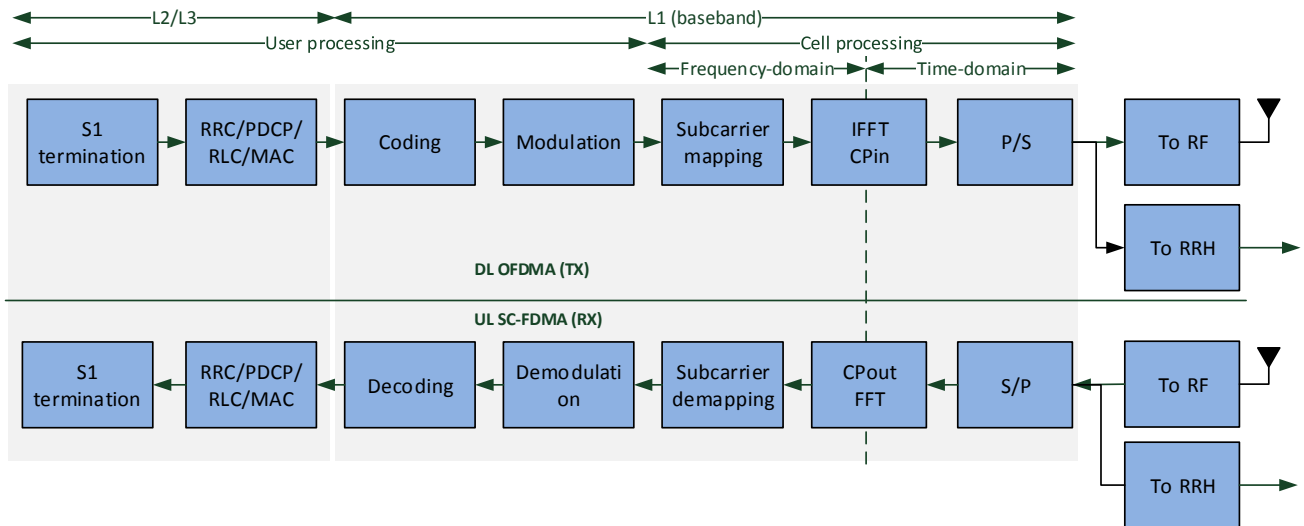 L2/L3
L1 (baseband)
User processing
Cell processing
Frequency-domain
Time-domain
S1
termination
RRC/PDCP/
RLC/MAC
Coding
Modulation
Subcarrier
mapping
IFFT
CPin
P/S
To RF
To RRH
DL OFDMA (TX)
UL SC-FDMA (RX)
S1
termination
RRC/PDCP/
RLC/MAC
Decoding
Demodulati
on
Subcarrier
demapping
CPout
FFT
S/P
To RF
To RRH